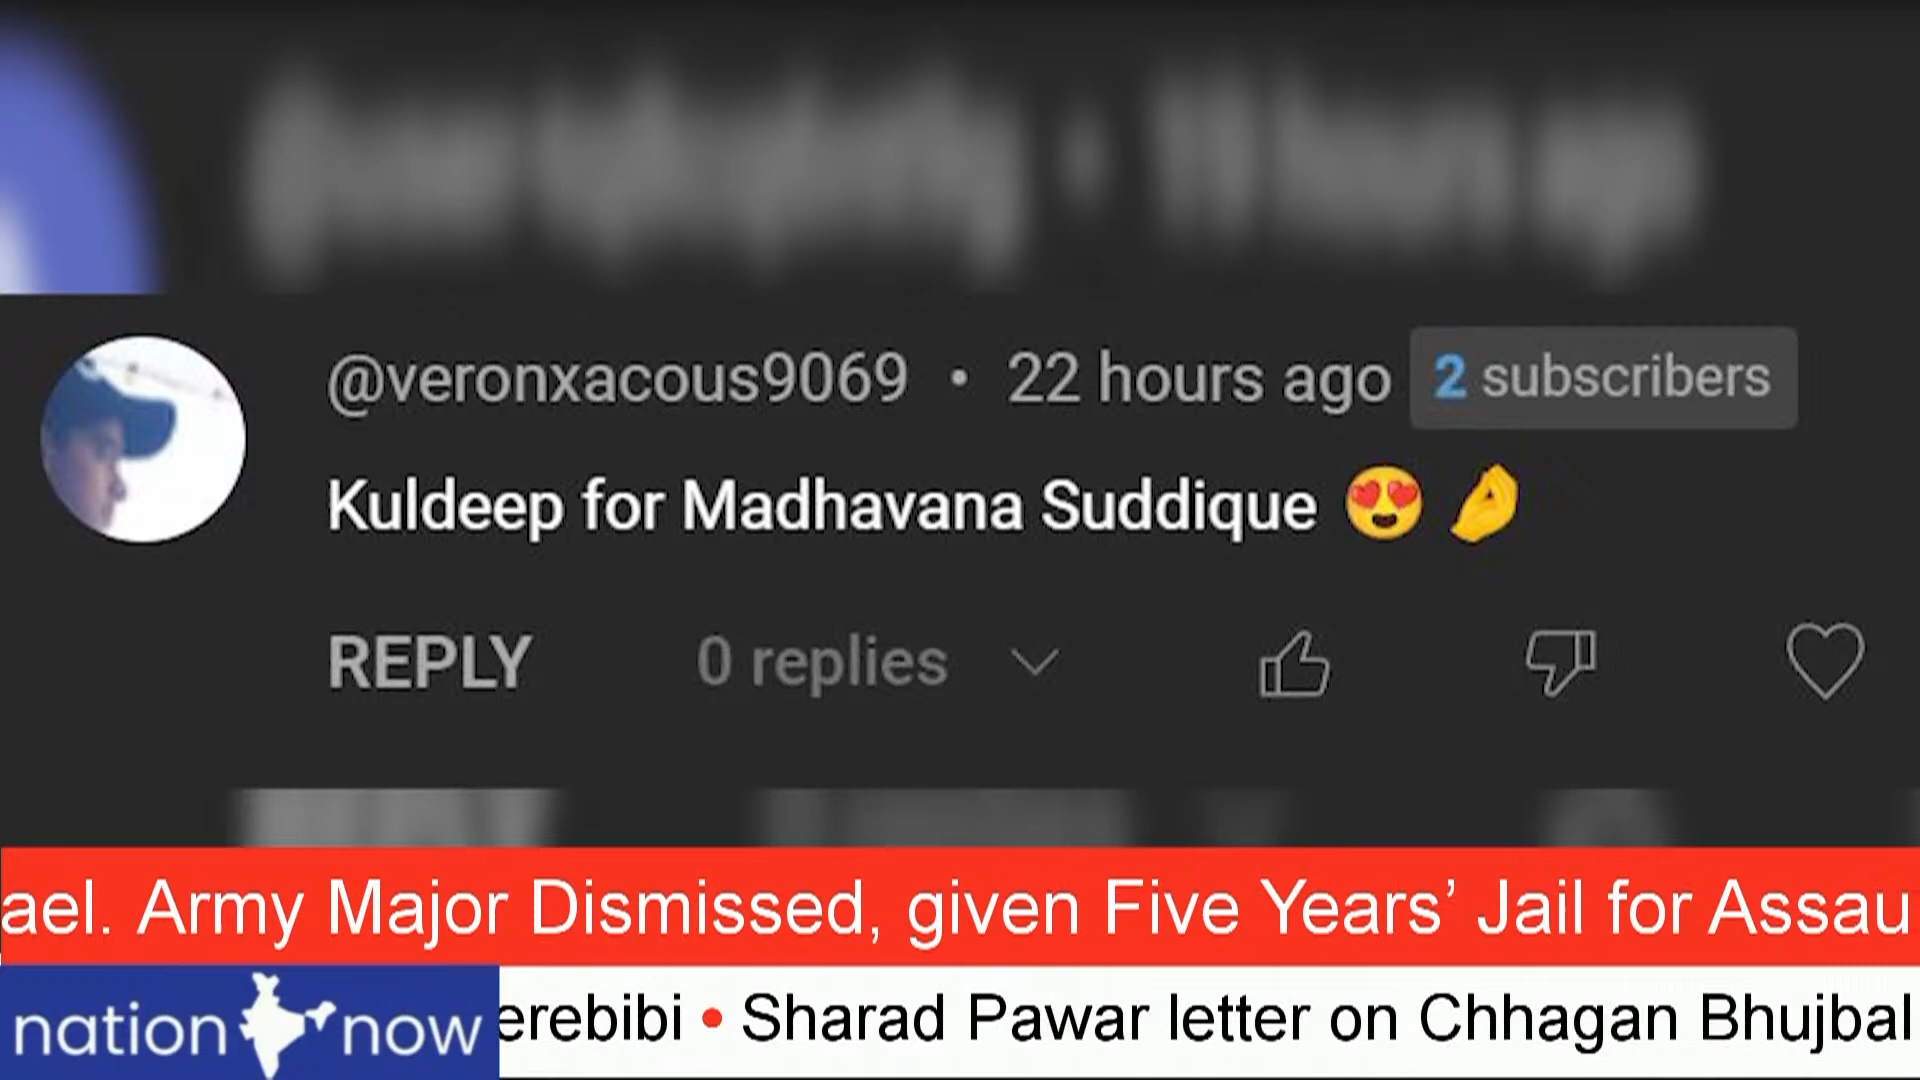 @veronxacous9069 • 22 hours ago 2 subscribers
Kuldeep for Madhavana Suddique 😍 🤌
REPLY 0 replies
ael. Army Major Dismissed, given Five Years’ Jail for Assau
nation now erebibi • Sharad Pawar letter on Chhagan Bhujbal